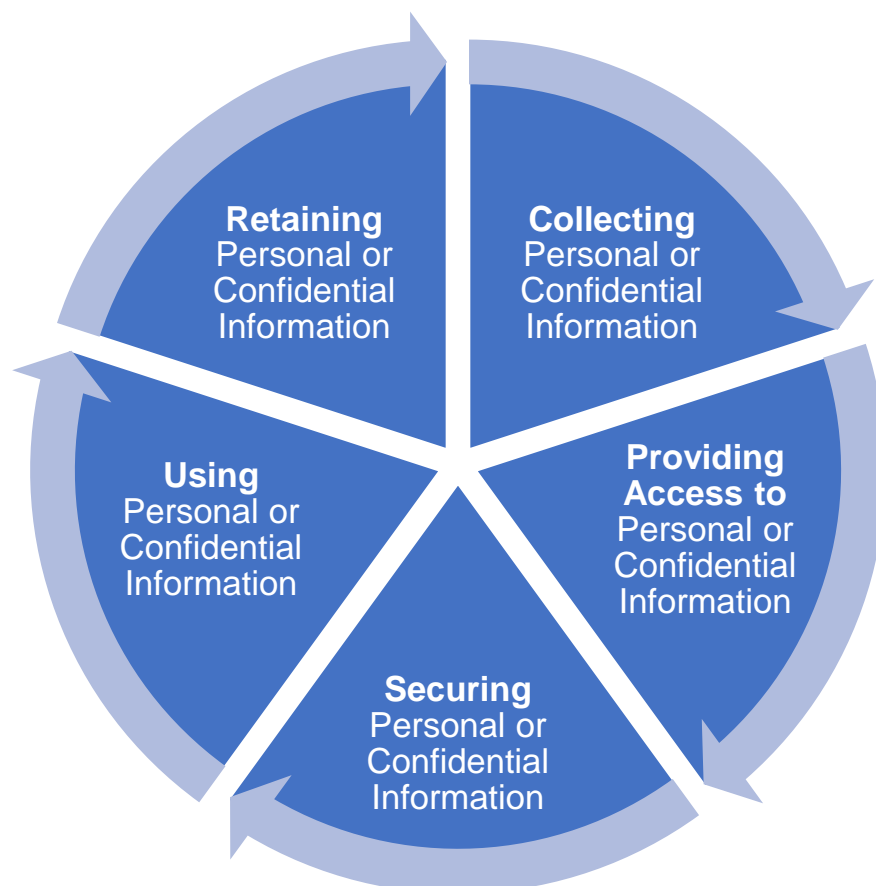 Retaining
Personal or
Confidential
Information
Collecting
Personal or
Confidential
Information
Providing
Access to
Personal or
Confidential
Information
Securing
Personal or
Confidential
Information
Using
Personal or
Confidential
Information